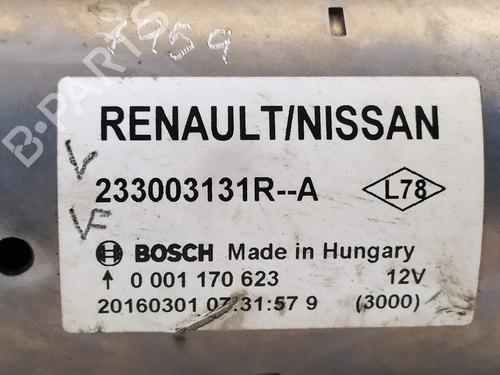 7959
B-PARTS
RENAULT/NISSAN
233003131R--A
L78
BOSCH Made in Hungary
0 001 170 623 12V
20160301 07:31:57 9 (3000)